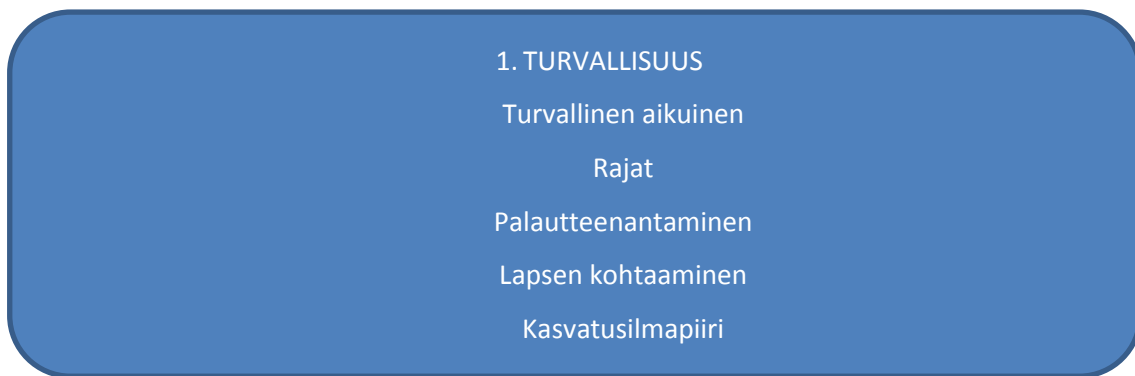 1. TURVALLISUUS
Turvallinen aikuinen
Rajat
Palautteenantaminen
Lapsen kohtaaminen
Kasvatusilmapiiri